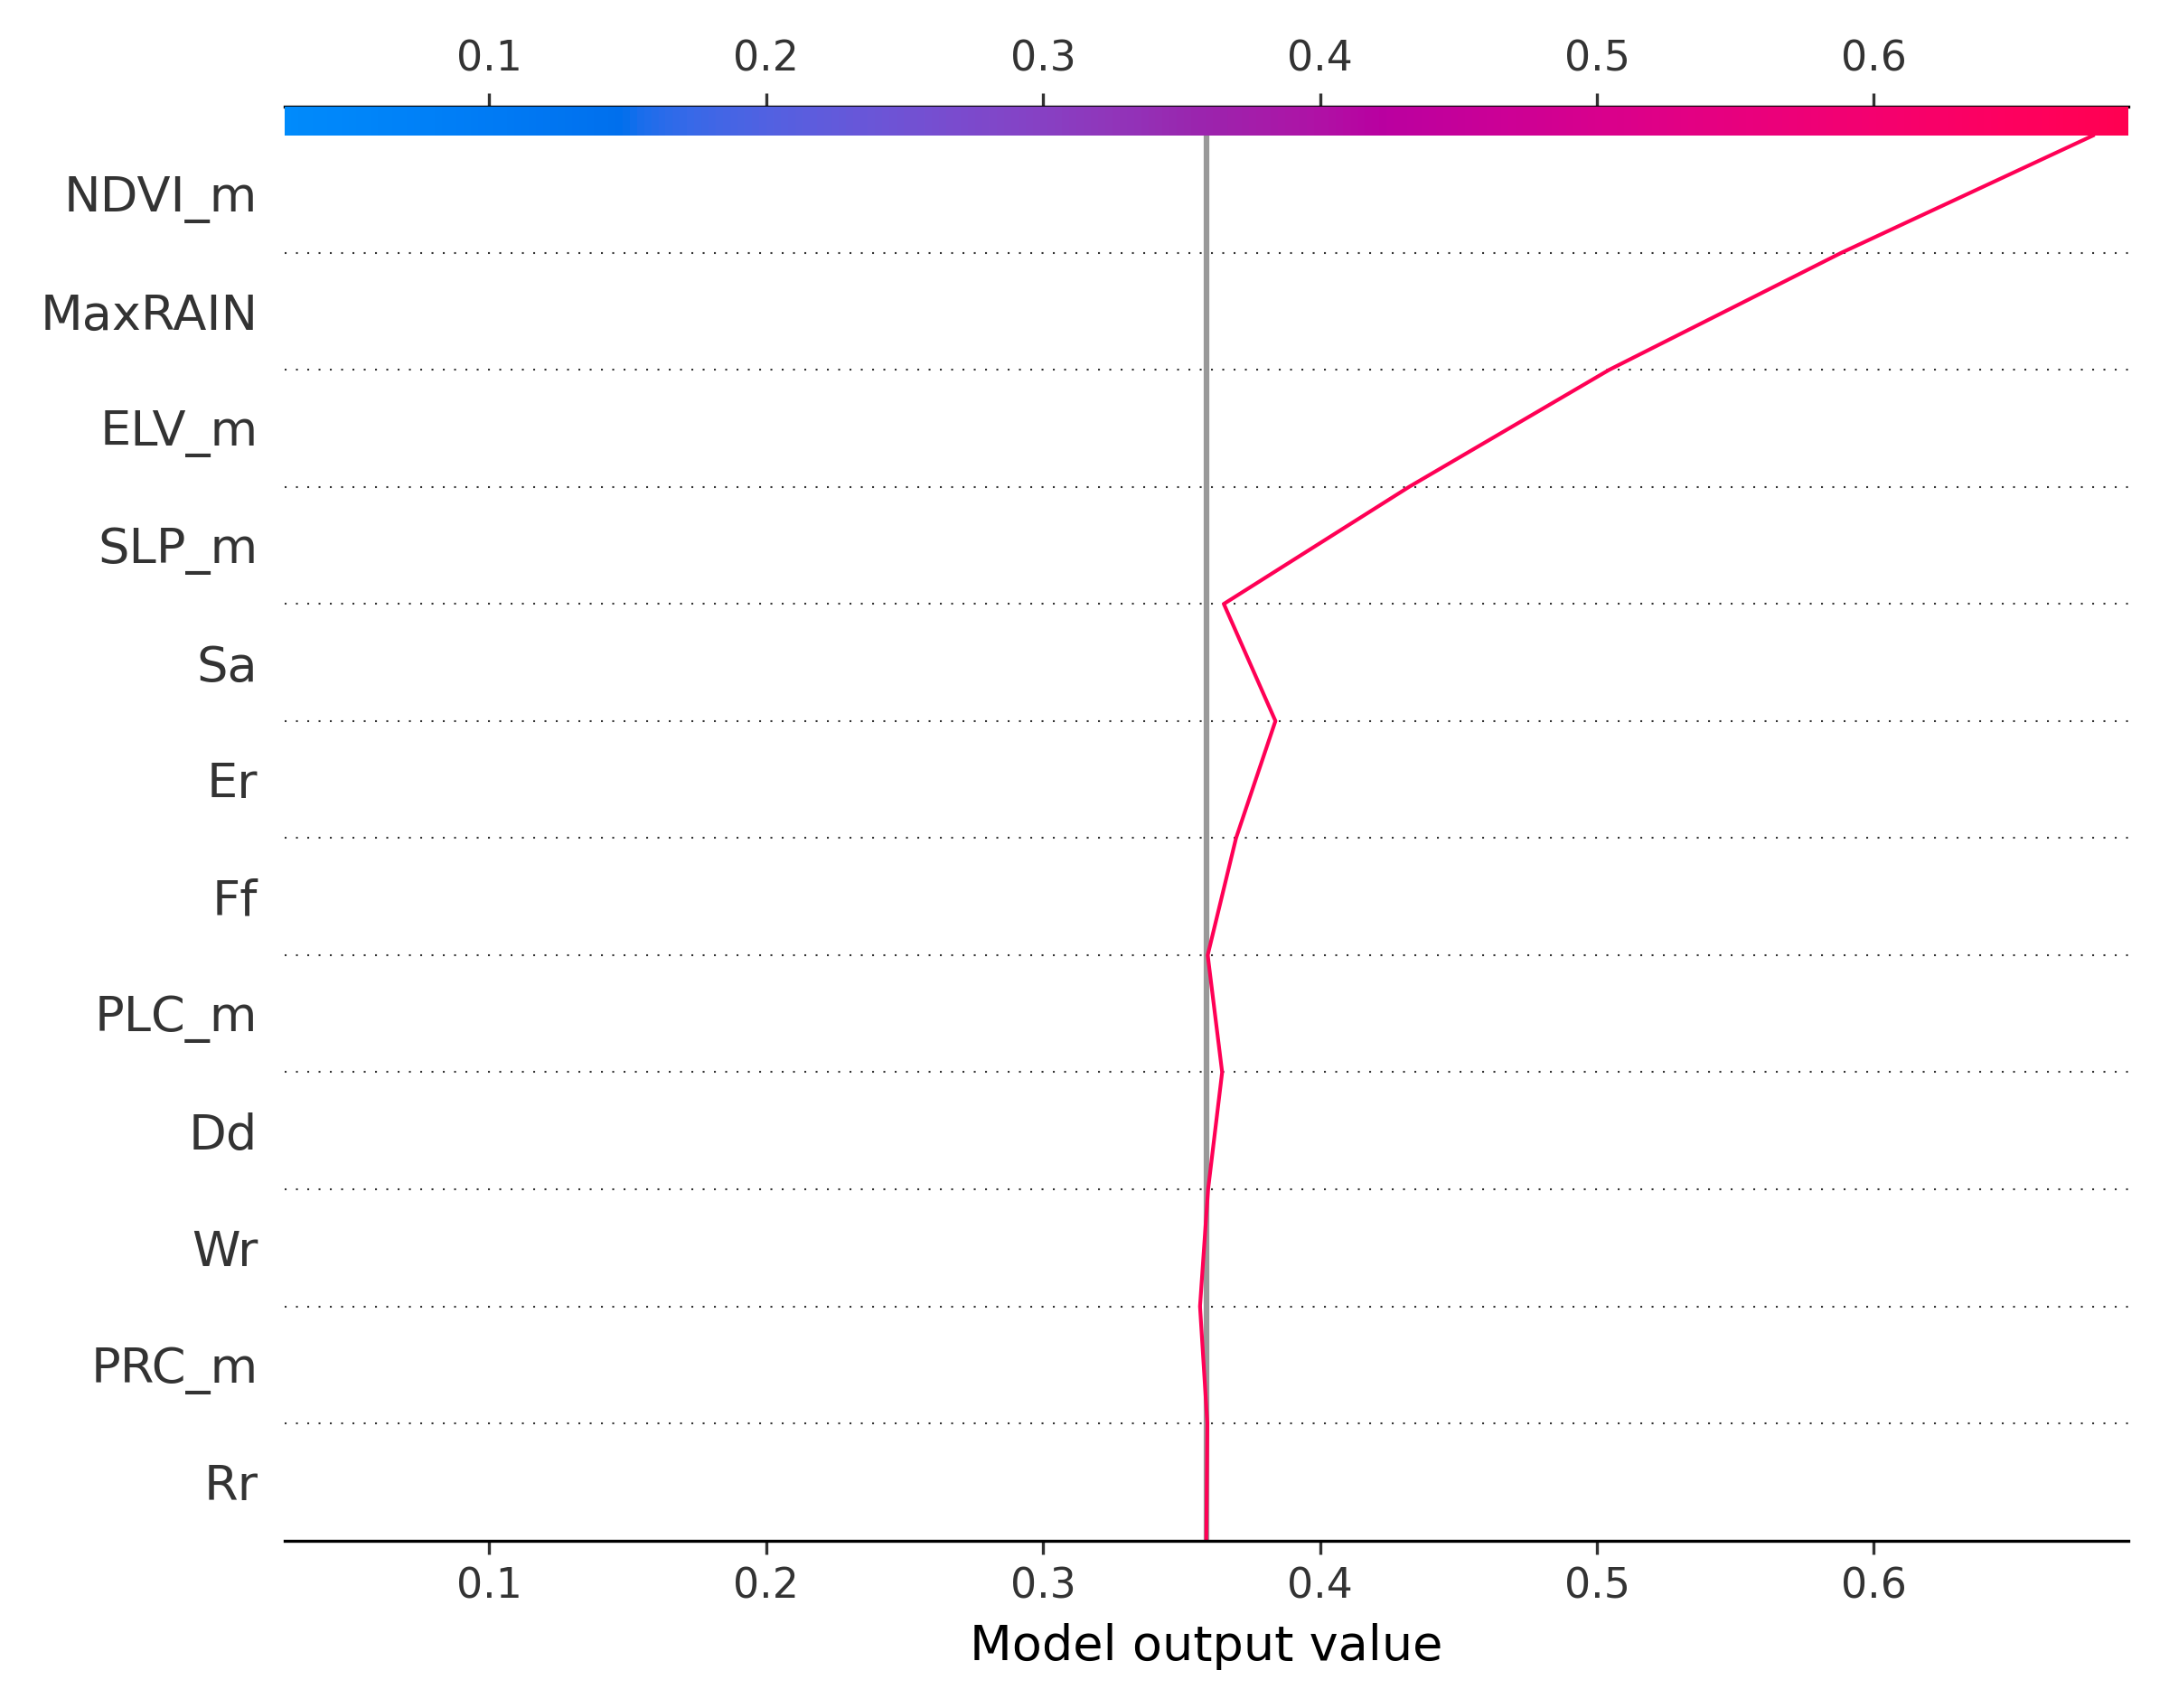 0.1 0.2 0.3 0.4 0.5 0.6
NDVI_m
MaxRAIN
ELV_m
SLP_m
Sa
Er
Ff
PLC_m
Dd
Wr
PRC_m
Rr
0.1 0.2 0.3 0.4 0.5 0.6
Model output value